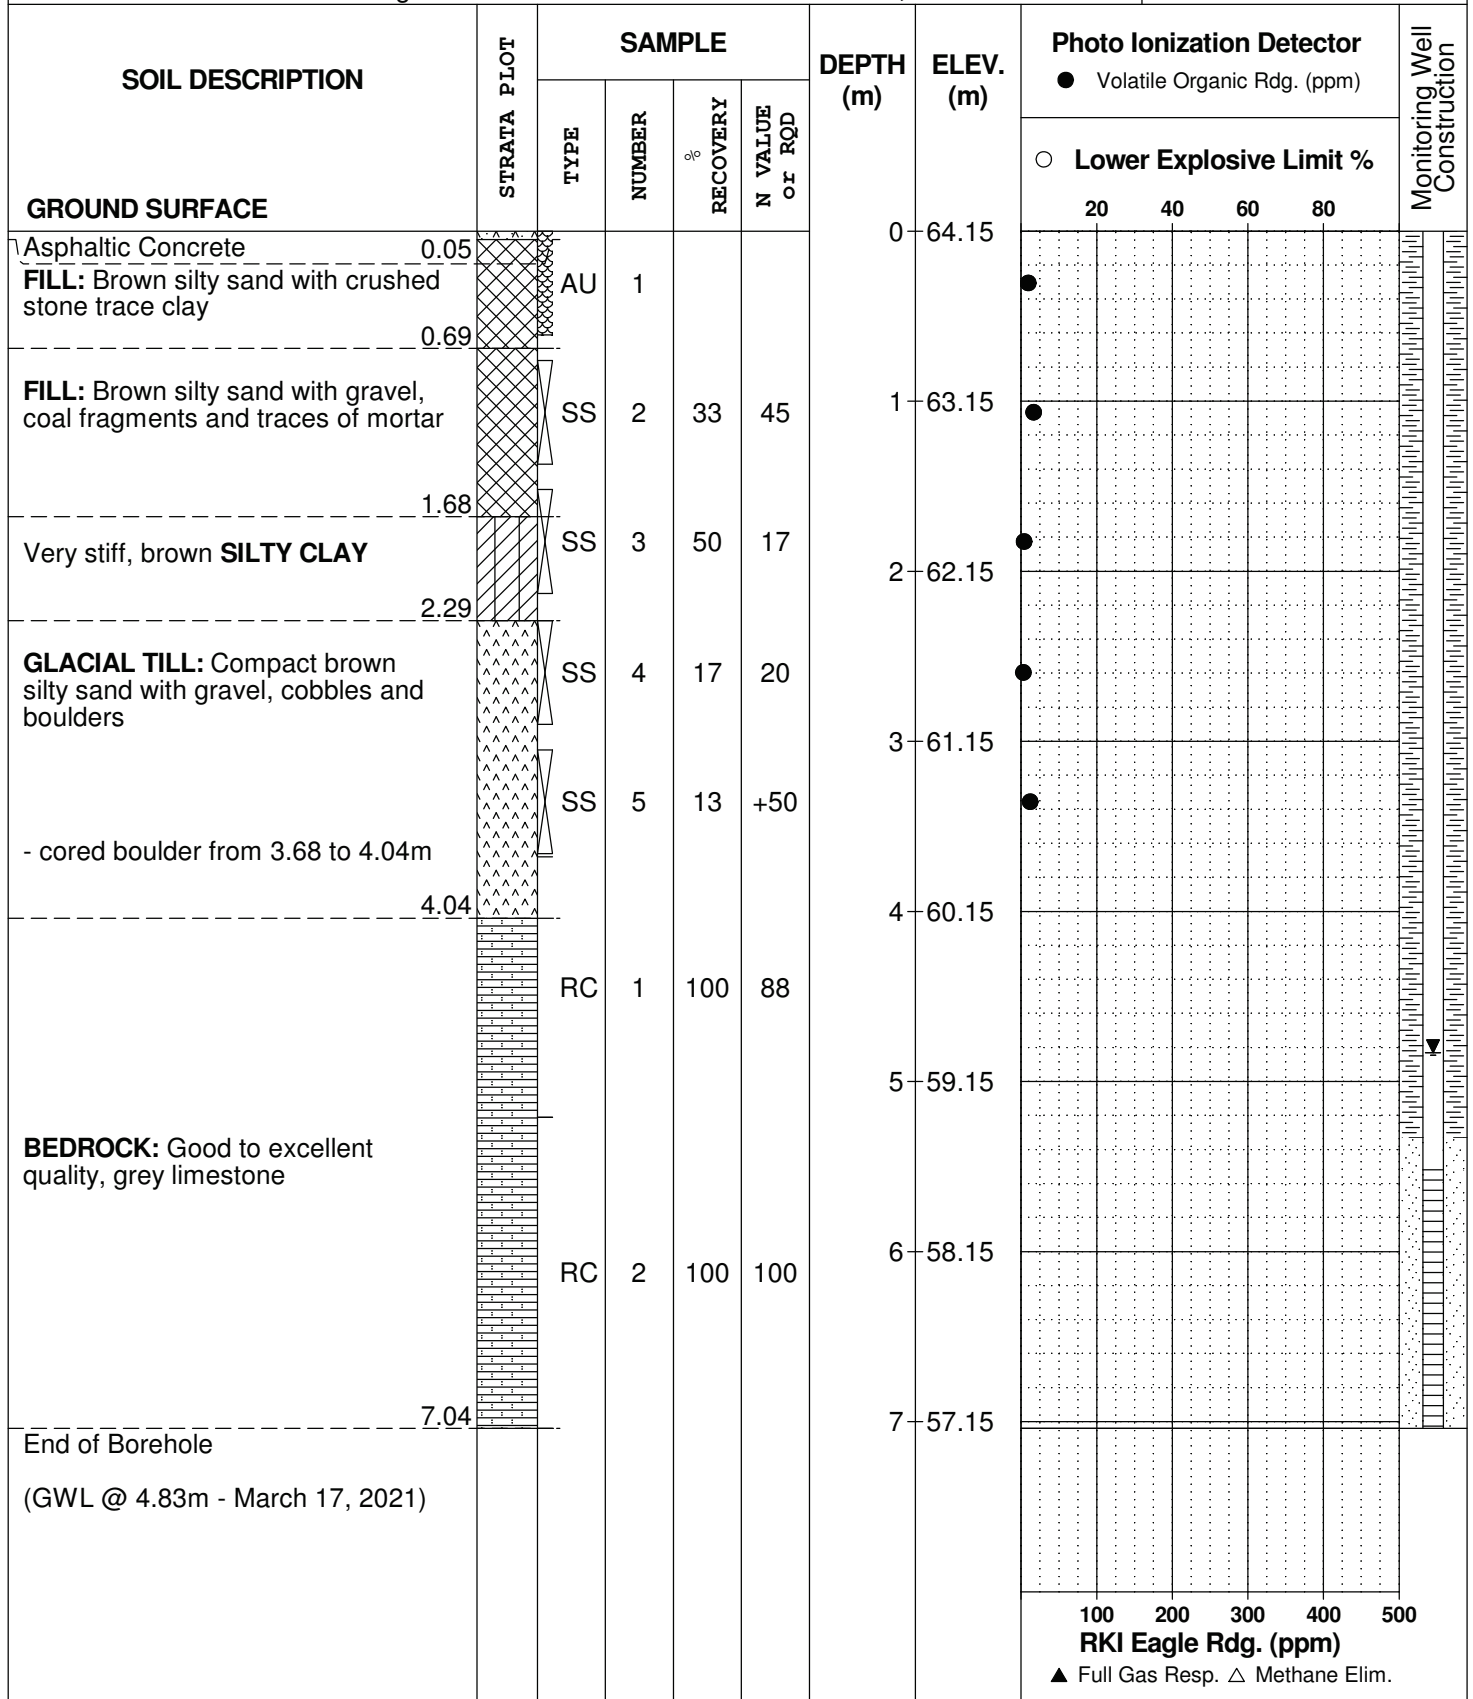 SOIL DESCRIPTION
GROUND SURFACE
STRATA PLOT
SAMPLE
TYPE
NUMBER
%
RECOVERY
N VALUE
or RQD
DEPTH
(m)
ELEV.
(m)
Photo Ionization Detector
● Volatile Organic Rdg. (ppm)
○ Lower Explosive Limit %
20 40 60 80
Monitoring Well
Construction
0 64.15
Asphaltic Concrete 0.05
FILL: Brown silty sand with crushed
stone trace clay
0.69
AU 1
FILL: Brown silty sand with gravel,
coal fragments and traces of mortar
SS 2 33 45
1 63.15
1.68
Very stiff, brown SILTY CLAY
SS 3 50 17
2 62.15
2.29
GLACIAL TILL: Compact brown
silty sand with gravel, cobbles and
boulders
SS 4 17 20
3 61.15
SS 5 13 +50
- cored boulder from 3.68 to 4.04m
4.04
4 60.15
RC 1 100 88
5 59.15
BEDROCK: Good to excellent
quality, grey limestone
6 58.15
RC 2 100 100
7.04
7 57.15
End of Borehole
(GWL @ 4.83m - March 17, 2021)
100 200 300 400 500
RKI Eagle Rdg. (ppm)
▲ Full Gas Resp. △ Methane Elim.